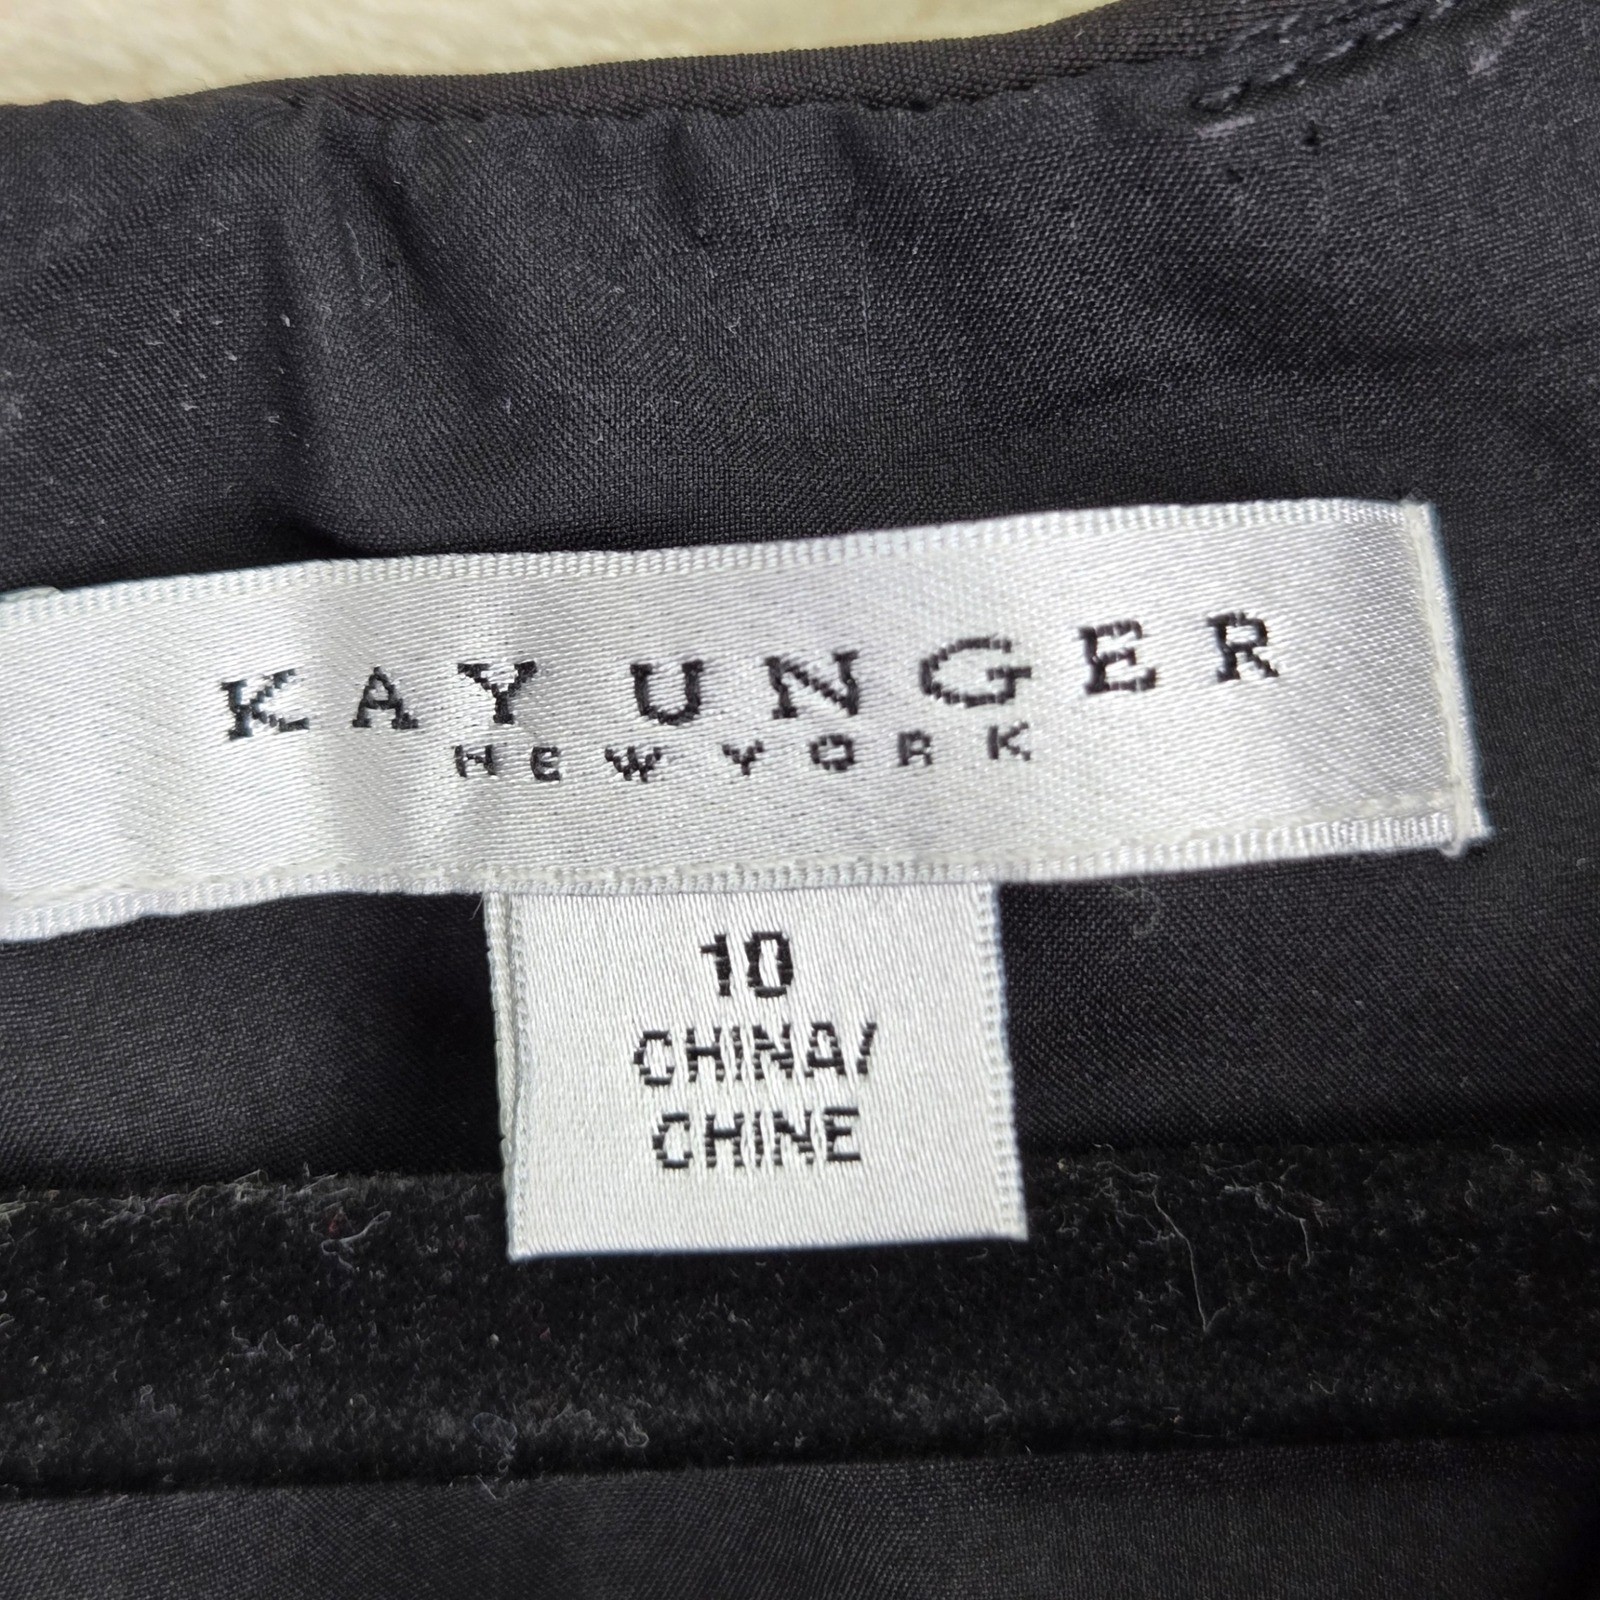 KAY UNGER
NEW YORK
10
CHINA/
CHINE